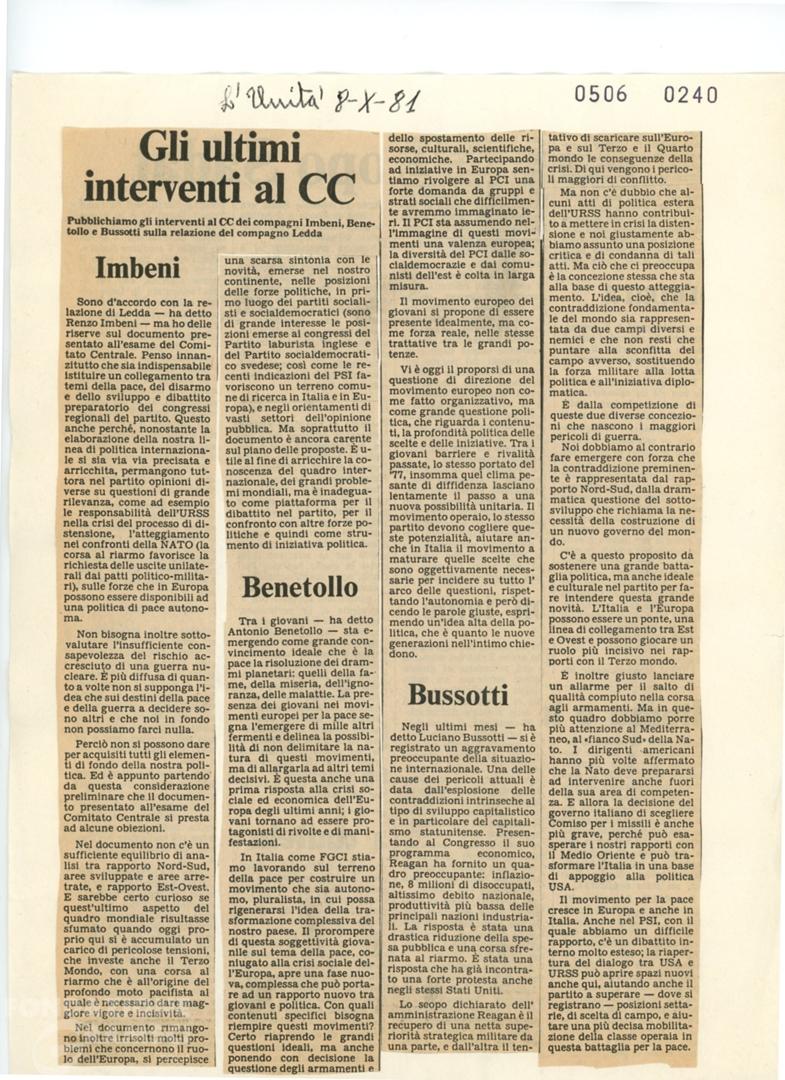 L'Unità 8-X-81
0506 0240
Gli ultimi
interventi al CC
Pubblichiamo gli interventi al CC dei compagni Imbeni, Bene-
tollo e Bussotti sulla relazione del compagno Ledda
Imbeni
Sono d'accordo con la re-
lazione di Ledda — ha detto
Renzo Imbeni — ma ho delle
riserve sul documento pre-
sentato all'esame del Comi-
tato Centrale. Penso innan-
zitutto che sia indispensabile
istituire un collegamento tra
temi della pace, del disarmo
e dello sviluppo e dibattito
preparatorio dei congressi
regionali del partito. Questo
anche perché, nonostante la
elaborazione della nostra li-
nea di politica internaziona-
le si sia via via precisata e
arricchita, permangono tut-
tora nel partito opinioni di-
verse su questioni di grande
rilevanza, come ad esempio
le responsabilità dell'URSS
nella crisi del processo di di-
stensione, l'atteggiamento
nei confronti della NATO (la
corsa al riarmo favorisce la
richiesta delle uscite unilate-
rali dai patti politico-milita-
ri), sulle forze che in Europa
possono essere disponibili ad
una politica di pace autono-
ma.
Non bisogna inoltre sotto-
valutare l'insufficiente con-
sapevolezza del rischio ac-
cresciuto di una guerra nu-
cleare. È più diffusa di quan-
to a volte non si supponga l'i-
dea che sui destini della pace
e della guerra a decidere so-
no altri e che noi in fondo
non possiamo farci nulla.
Perciò non si possono dare
per acquisiti tutti gli elemen-
ti di fondo della nostra poli-
tica. Ed è appunto partendo
da questa considerazione
preliminare che il documen-
to presentato all'esame del
Comitato Centrale si presta
ad alcune obiezioni.
Nel documento non c'è un
sufficiente equilibrio di ana-
lisi tra rapporto Nord-Sud,
aree sviluppate e aree arre-
trate, e rapporto Est-Ovest.
E sarebbe certo curioso se
quest'ultimo aspetto del
quadro mondiale risultasse
sfumato quando oggi pro-
prio qui si è accumulato un
carico di pericolose tensioni,
che investe anche il Terzo
Mondo, con una corsa al
riarmo che è all'origine del
profondo moto pacifista al
quale è necessario dare mag-
giore vigore e incisività.
Nel documento rimango-
no inoltre irrisolti molti pro-
blemi che concernono il ruo-
lo dell'Europa, si percepisce
una scarsa sintonia con le
novità, emerse nel nostro
continente, nelle posizioni
delle forze politiche, in pri-
mo luogo dei partiti sociali-
sti e socialdemocratici (sono
di grande interesse le posi-
zioni emerse ai congressi del
Partito laburista inglese e
del Partito socialdemocrati-
co svedese; così come le re-
centi indicazioni del PSI fa-
voriscono un terreno comu-
ne di ricerca in Italia e in Eu-
ropa), e negli orientamenti di
vasti settori dell'opinione
pubblica. Ma soprattutto il
documento è ancora carente
sul piano delle proposte. È u-
tile al fine di arricchire la co-
noscenza del quadro inter-
nazionale, dei grandi proble-
mi mondiali, ma è inadegua-
to come piattaforma per il
dibattito nel partito, per il
confronto con altre forze po-
litiche e quindi come stru-
mento di iniziativa politica.
Benetollo
Tra i giovani — ha detto
Antonio Benetollo — sta e-
mergendo come grande con-
vincimento ideale che è la
pace la risoluzione dei dram-
mi planetari: quelli della fa-
me, della miseria, dell'igno-
ranza, delle malattie. La pre-
senza dei giovani nei movi-
menti europei per la pace se-
gna l'emergere di mille altri
fermenti e delinea la possibi-
lità di non delimitare la na-
tura di questi movimenti,
ma di allargarla ad altri temi
decisivi. È questa anche una
prima risposta alla crisi so-
ciale ed economica dell'Eu-
ropa degli ultimi anni; i gio-
vani tornano ad essere pro-
tagonisti di rivolte e di mani-
festazioni.
In Italia come FGCI stia-
mo lavorando sul terreno
della pace per costruire un
movimento che sia autono-
mo, pluralista, in cui possa
rigenerarsi l'idea della tra-
sformazione complessiva del
nostro paese. Il prorompere
di questa soggettività giova-
nile sul tema della pace, co-
niugato alla crisi sociale del-
l'Europa, apre una fase nuo-
va, complessa che può porta-
re ad un rapporto nuovo tra
giovani e politica. Con quali
contenuti specifici bisogna
riempire questi movimenti?
Certo riaprendo le grandi
questioni ideali, ma anche
ponendo con decisione la
questione degli armamenti e
dello spostamento delle ri-
sorse, culturali, scientifiche,
economiche. Partecipando
ad iniziative in Europa sen-
tiamo rivolgere al PCI una
forte domanda da gruppi e
strati sociali che difficilmen-
te avremmo immaginato ie-
ri. Il PCI sta assumendo nel-
l'immagine di questi movi-
menti una valenza europea;
la diversità del PCI dalle so-
cialdemocrazie e dai comu-
nisti dell'est è colta in larga
misura.
Il movimento europeo dei
giovani si propone di essere
presente idealmente, ma co-
me forza reale, nelle stesse
trattative tra le grandi po-
tenze.
Vi è oggi il proporsi di una
questione di direzione del
movimento europeo non co-
me fatto organizzativo, ma
come grande questione poli-
tica, che riguarda i contenu-
ti, la profondità politica delle
scelte e delle iniziative. Tra i
giovani barriere e rivalità
passate, lo stesso portato del
'77, insomma quel clima pe-
sante di diffidenza lasciano
lentamente il passo a una
nuova possibilità unitaria. Il
movimento operaio, lo stesso
partito devono cogliere que-
ste potenzialità, aiutare an-
che in Italia il movimento a
maturare quelle scelte che
sono oggettivamente neces-
sarie per incidere su tutto l'
arco delle questioni, rispet-
tando l'autonomia e però di-
cendo le parole giuste, espri-
mendo un'idea alta della po-
litica, che è quanto le nuove
generazioni nell'intimo chie-
dono.
Bussotti
Negli ultimi mesi — ha
detto Luciano Bussotti — si è
registrato un aggravamento
preoccupante della situazio-
ne internazionale. Una delle
cause dei pericoli attuali è
data dall'esplosione delle
contraddizioni intrinseche al
tipo di sviluppo capitalistico
e in particolare del capitali-
smo statunitense. Presen-
tando al Congresso il suo
programma economico,
Reagan ha fornito un qua-
dro preoccupante: inflazio-
ne, 8 milioni di disoccupati,
altissimo debito nazionale,
produttività più bassa delle
principali nazioni industria-
li. La risposta è stata una
drastica riduzione della spe-
sa pubblica e una corsa sfre-
nata al riarmo. È stata una
risposta che ha già incontra-
to una forte protesta anche
negli stessi Stati Uniti.
Lo scopo dichiarato dell'
amministrazione Reagan è il
recupero di una netta supe-
riorità strategica militare da
una parte, e dall'altra il ten-
tativo di scaricare sull'Euro-
pa e sul Terzo e il Quarto
mondo le conseguenze della
crisi. Di qui vengono i perico-
li maggiori di conflitto.
Ma non c'è dubbio che al-
cuni atti di politica estera
dell'URSS hanno contribui-
to a mettere in crisi la disten-
sione e noi giustamente ab-
biamo assunto una posizione
critica e di condanna di tali
atti. Ma ciò che ci preoccupa
è la concezione stessa che sta
alla base di questo atteggia-
mento. L'idea, cioè, che la
contraddizione fondamenta-
le del mondo sia rappresen-
tata da due campi diversi e
nemici e che non resti che
puntare alla sconfitta del
campo avverso, sostituendo
la forza militare alla lotta
politica e all'iniziativa diplo-
matica.
È dalla competizione di
queste due diverse concezio-
ni che nascono i maggiori
pericoli di guerra.
Noi dobbiamo al contrario
fare emergere con forza che
la contraddizione preminen-
te è rappresentata dal rap-
porto Nord-Sud, dalla dram-
matica questione del sotto-
sviluppo che richiama la ne-
cessità della costruzione di
un nuovo governo del mon-
do.
C'è a questo proposito da
sostenere una grande batta-
glia politica, ma anche ideale
e culturale nel partito per fa-
re intendere questa grande
novità. L'Italia e l'Europa
possono essere un ponte, una
linea di collegamento tra Est
e Ovest e possono giocare un
ruolo più incisivo nei rap-
porti con il Terzo mondo.
È inoltre giusto lanciare
un allarme per il salto di
qualità compiuto nella corsa
agli armamenti. Ma in que-
sto quadro dobbiamo porre
più attenzione al Mediterra-
neo, al «fianco Sud» della Na-
to. I dirigenti americani
hanno più volte affermato
che la Nato deve prepararsi
ad intervenire anche fuori
della sua area di competen-
za. E allora la decisione del
governo italiano di scegliere
Comiso per i missili è anche
più grave, perché può esa-
sperare i nostri rapporti con
il Medio Oriente e può tra-
sformare l'Italia in una base
di appoggio alla politica
USA.
Il movimento per la pace
cresce in Europa e anche in
Italia. Anche nel PSI, con il
quale abbiamo un difficile
rapporto, c'è un dibattito in-
terno molto esteso; la riaper-
tura del dialogo tra USA e
URSS può aprire spazi nuovi
anche qui, aiutando anche il
partito a superare — dove si
registrano — posizioni setta-
rie, di scelta di campo, e aiu-
tare una più decisa mobilita-
zione della classe operaia in
questa battaglia per la pace.